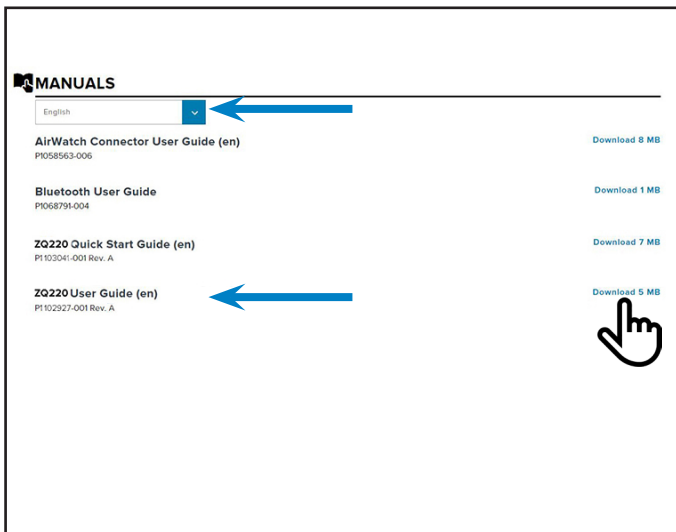 MANUALS
English
AirWatch Connector User Guide (en)
Download 8 MB
P1058563-006
Bluetooth User Guide
Download 1 MB
P1068791-004
ZQ220 Quick Start Guide (en)
Download 7 MB
P1103041-001 Rev. A
ZQ220 User Guide (en)
Download 5 MB
P1102927-001 Rev. A